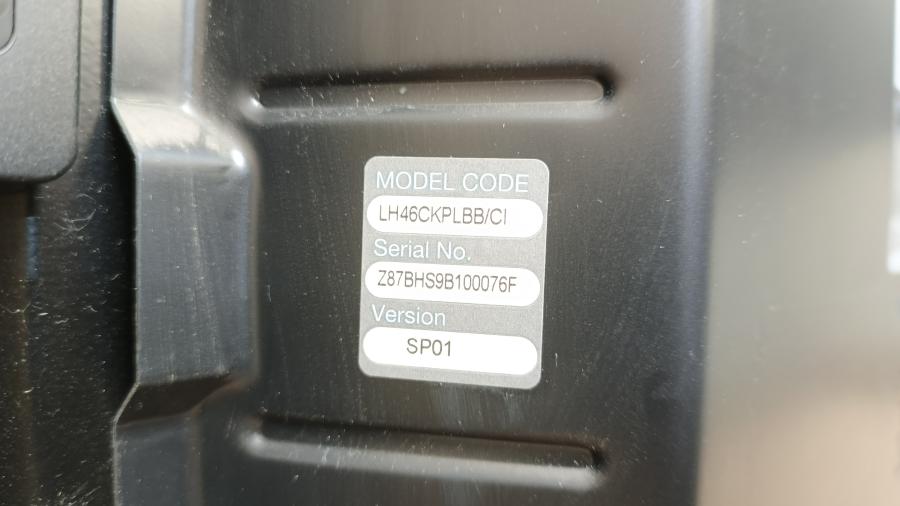 MODEL CODE
LH46CKPLBB/CI
Serial No.
Z87BHS9B100076F
Version
SP01